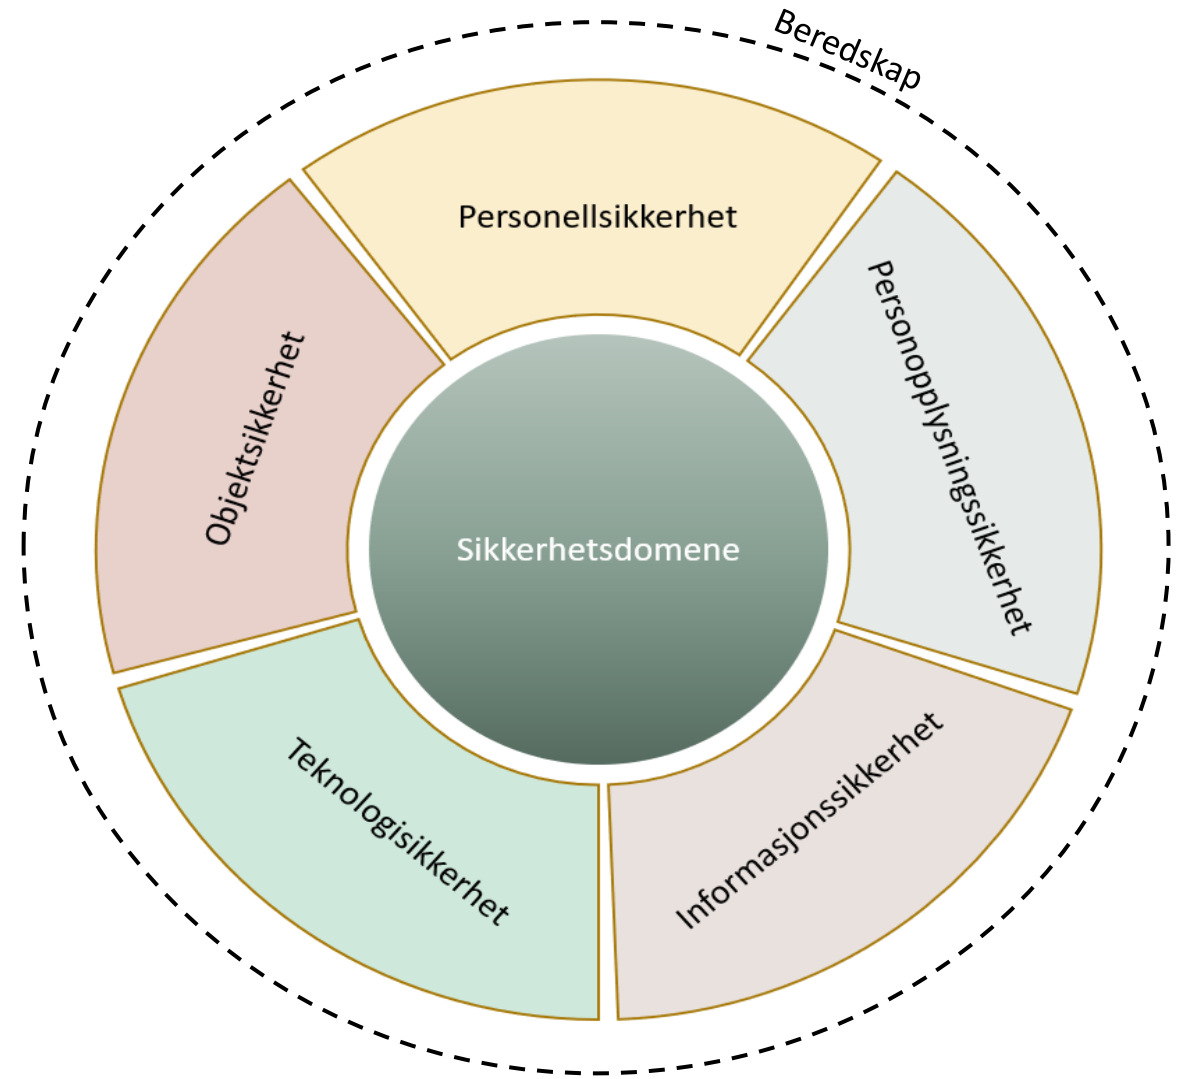 Beredskap
Personellsikkerhet
Personopplysningssikkerhet
Objektsikkerhet
Sikkerhetsdomene
Informasjonssikkerhet
Teknologisikkerhet